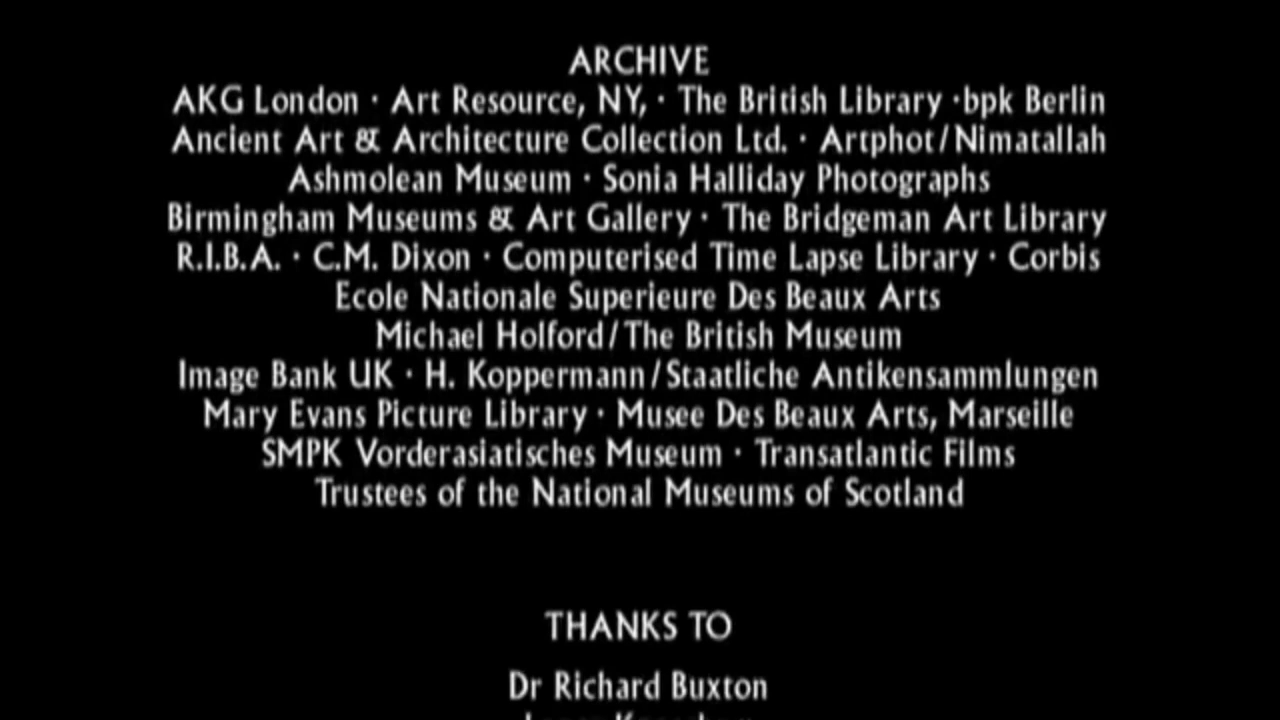 ARCHIVE
AKG London · Art Resource, NY, · The British Library ·bpk Berlin
Ancient Art & Architecture Collection Ltd. · Artphot/Nimatallah
Ashmolean Museum · Sonia Halliday Photographs
Birmingham Museums & Art Gallery · The Bridgeman Art Library
R.I.B.A. · C.M. Dixon · Computerised Time Lapse Library · Corbis
Ecole Nationale Superieure Des Beaux Arts
Michael Holford/The British Museum
Image Bank UK · H. Koppermann/Staatliche Antikensammlungen
Mary Evans Picture Library · Musee Des Beaux Arts, Marseille
SMPK Vorderasiatisches Museum · Transatlantic Films
Trustees of the National Museums of Scotland
THANKS TO
Dr Richard Buxton